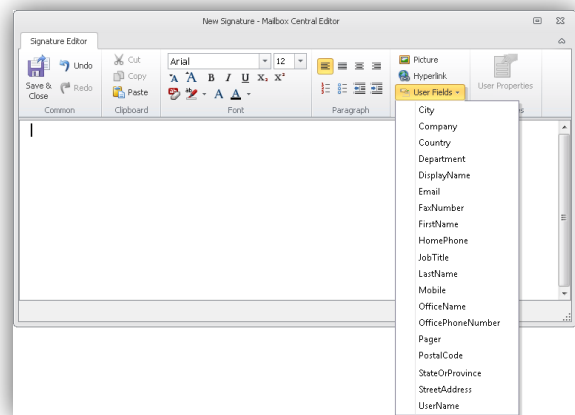 New Signature - Mailbox Central Editor
Signature Editor
Save & Close
Undo
Redo
Common
Cut
Copy
Paste
Clipboard
Arial
12
A A B I U X₂ X²
A A
Font
Paragraph
Picture
Hyperlink
User Fields
User Properties
City
Company
Country
Department
DisplayName
Email
FaxNumber
FirstName
HomePhone
JobTitle
LastName
Mobile
OfficeName
OfficePhoneNumber
Pager
PostalCode
StateOrProvince
StreetAddress
UserName